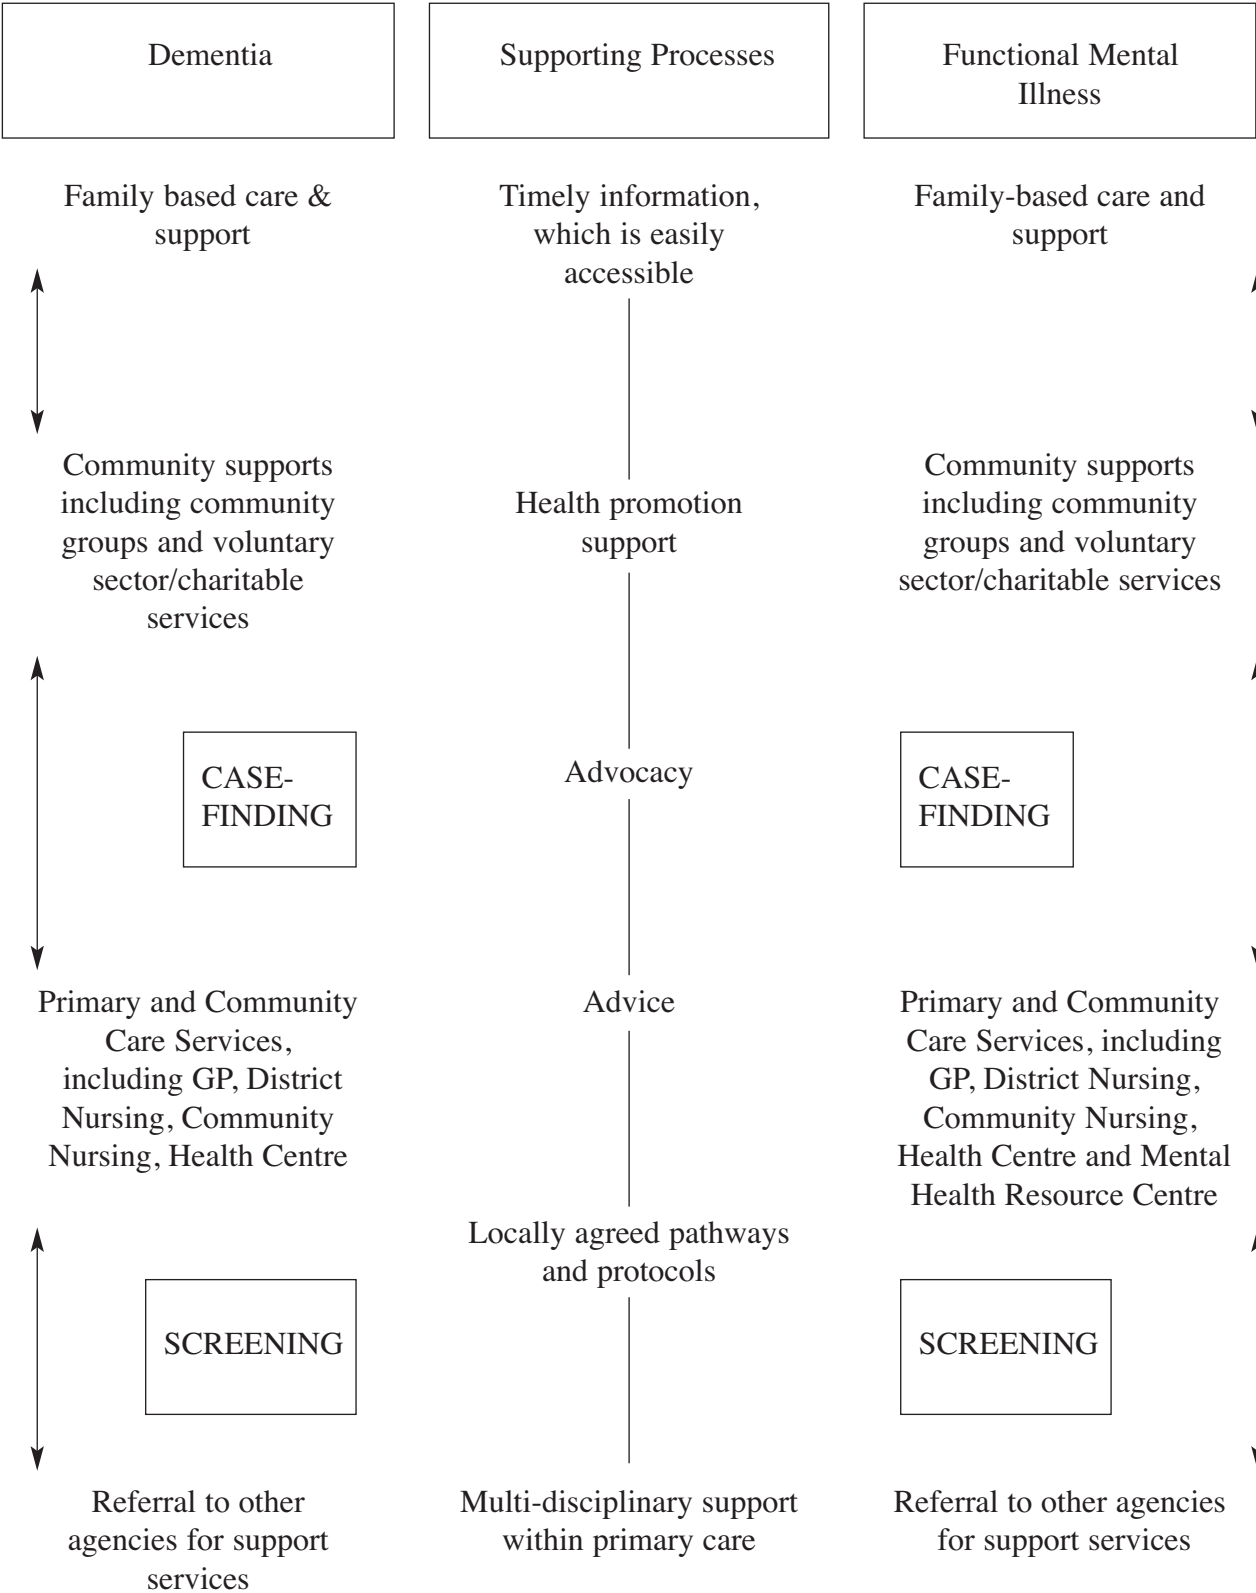 Dementia
Supporting Processes
Functional Mental
Illness
Family based care &
support
Timely information,
which is easily
accessible
Family-based care and
support
Community supports
including community
groups and voluntary
sector/charitable
services
Health promotion
support
Community supports
including community
groups and voluntary
sector/charitable services
CASE-
FINDING
Advocacy
CASE-
FINDING
Primary and Community
Care Services,
including GP, District
Nursing, Community
Nursing, Health Centre
Advice
Primary and Community
Care Services, including
GP, District Nursing,
Community Nursing,
Health Centre and Mental
Health Resource Centre
Locally agreed pathways
and protocols
SCREENING
SCREENING
Referral to other
agencies for support
services
Multi-disciplinary support
within primary care
Referral to other agencies
for support services